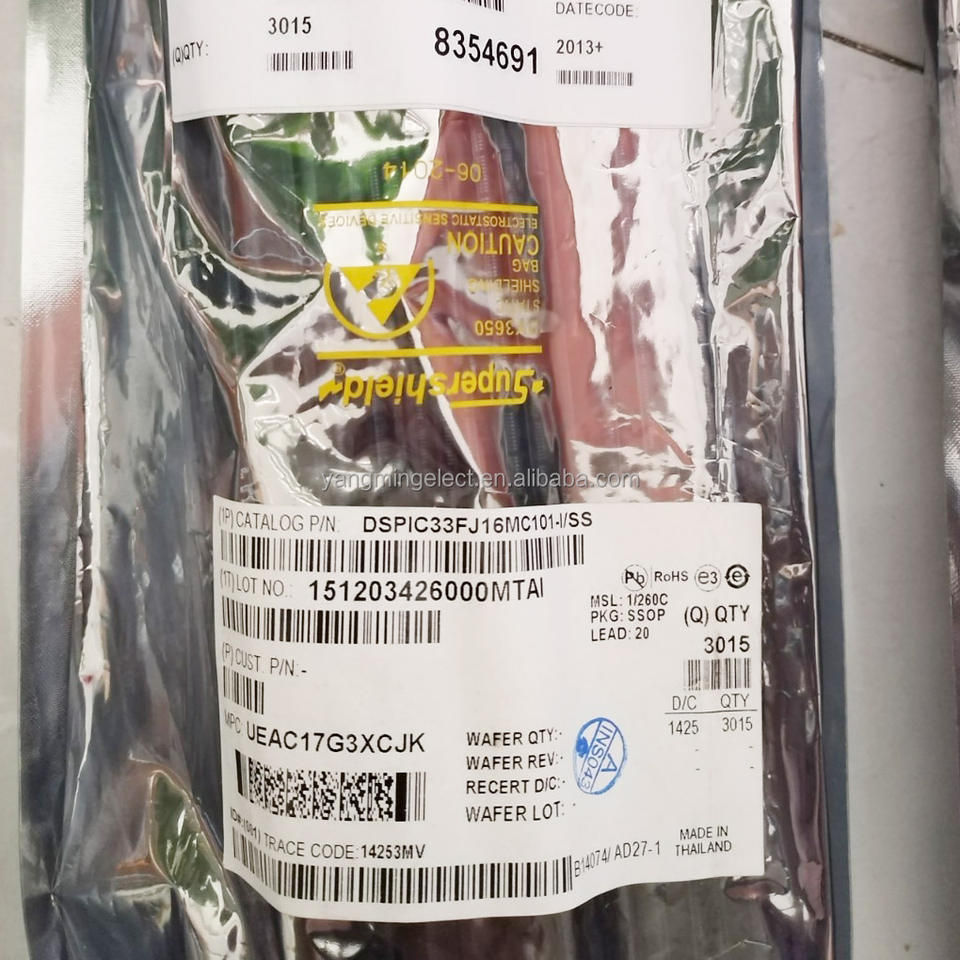 DATECODE:
3015
(Q)QTY:
8354691
2013+
06-2014
ELECTROSTATIC SENSITIVE DEVICES
CAUTION
BAG
SHIELDING
3650
Supershield®
yangmingelect.en.alibaba.com
(1P) CATALOG P/N: DSPIC33FJ16MC101-I/SS
(1T) LOT NO.: 151203426000MTAI
Pb RoHS e3 e
MSL: 1/260C
PKG: SSOP
LEAD: 20
(Q) QTY
3015
(P) CUST. P/N:-
D/C QTY
1425 3015
- -
- -
MPC UEAC17G3XCJK
WAFER QTY:-
WAFER REV:-
RECERT D/C:-
WAFER LOT:
A
INS043
TRACE CODE:14253MV
B14074/ AD27-1
MADE IN
THAILAND